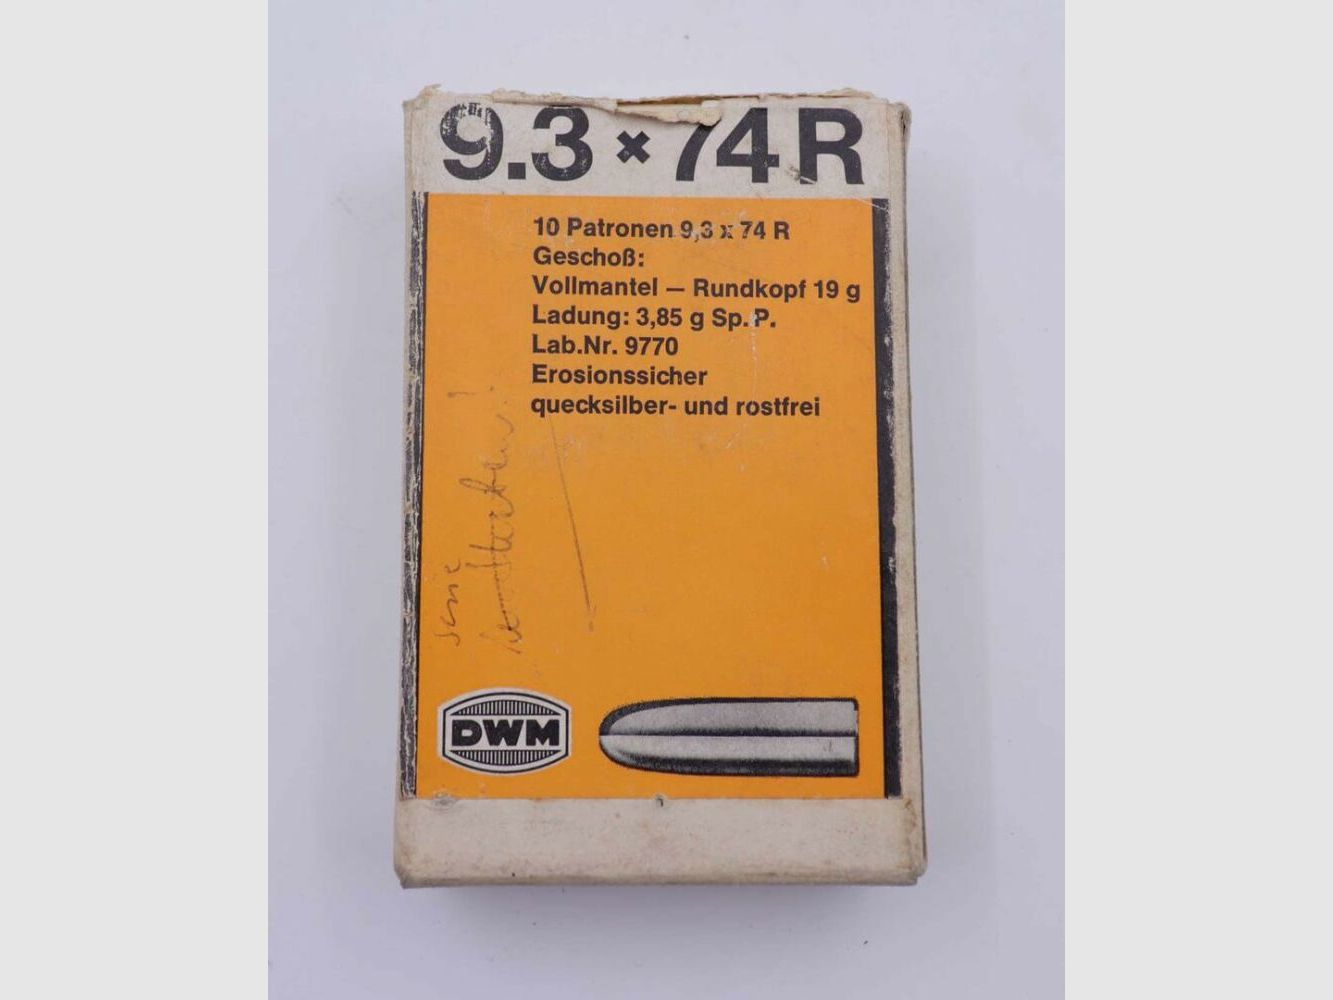 9.3 × 74 R
10 Patronen 9,3 x 74 R
Geschoß:
Vollmantel — Rundkopf 19 g
Ladung: 3,85 g Sp.P.
Lab.Nr. 9770
Erosionssicher
quecksilber- und rostfrei
DWM